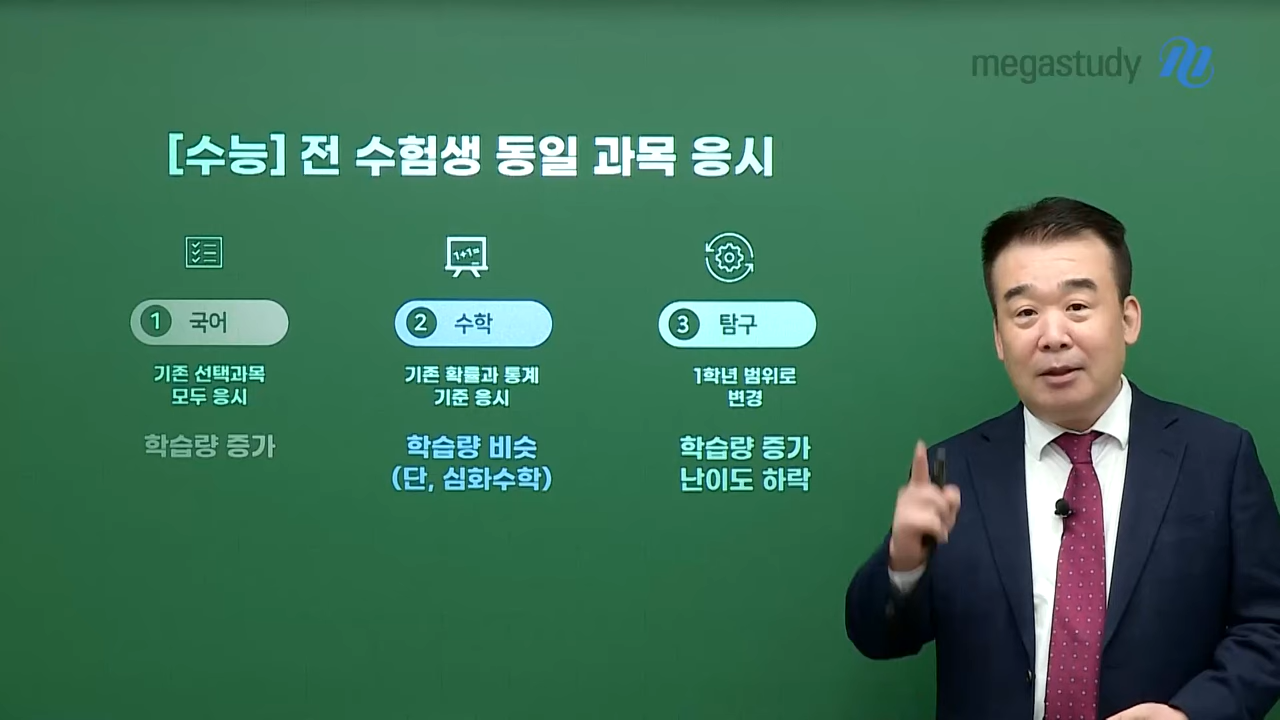 megastudy
[수능] 전 수험생 동일 과목 응시
1 국어
기존 선택과목
모두 응시
학습량 증가
1+1=
2 수학
기존 확률과 통계
기준 응시
학습량 비슷
(단, 심화수학)
3 탐구
1학년 범위로
변경
학습량 증가
난이도 하락